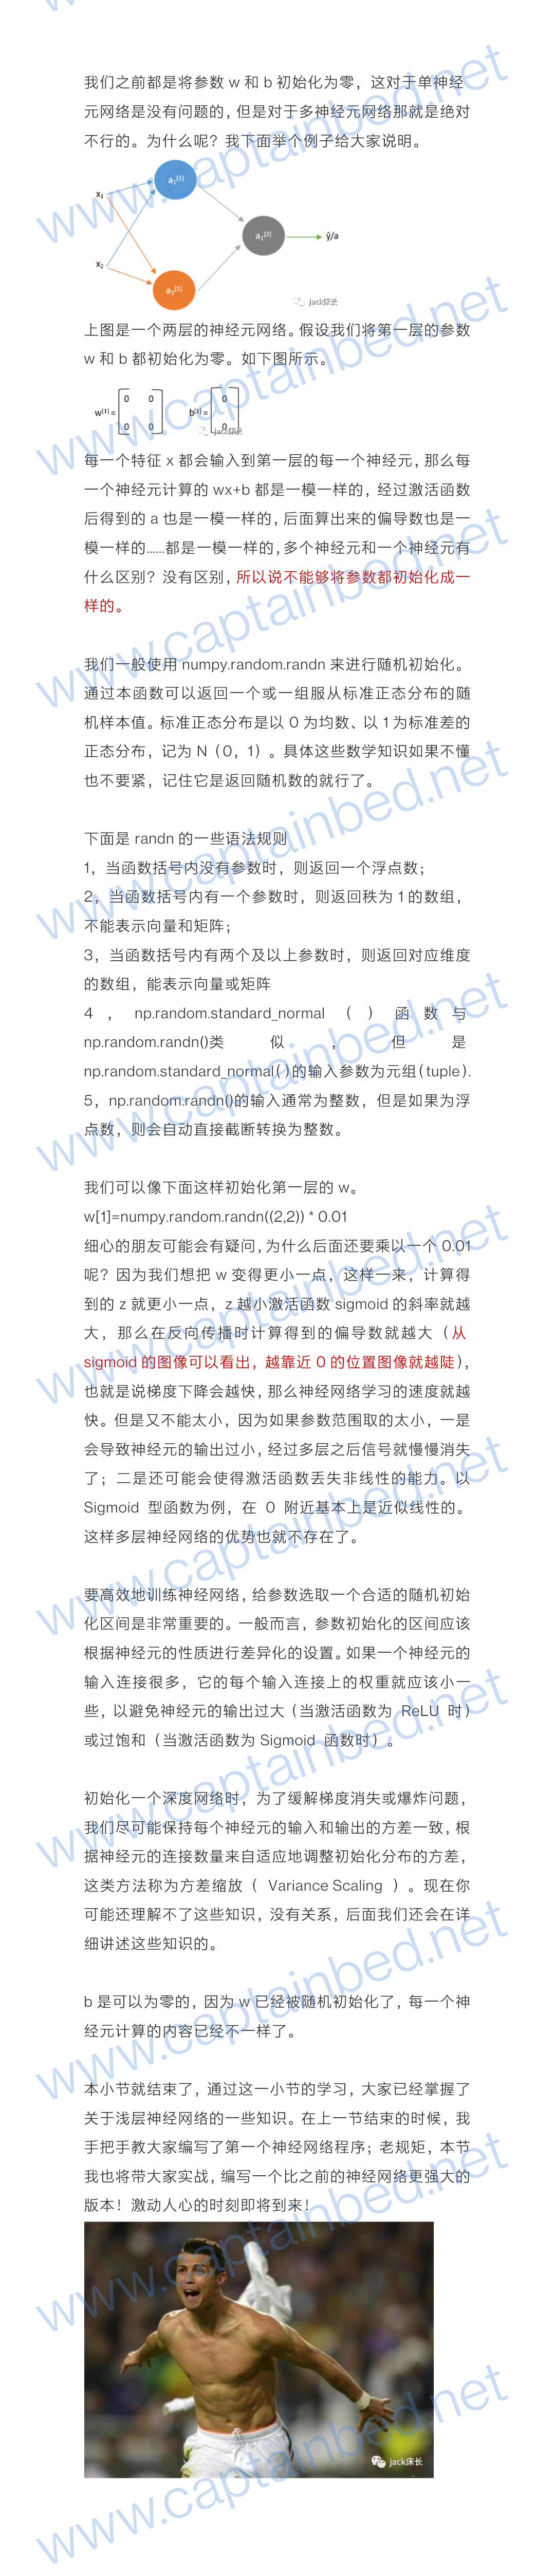 我们之前都是将参数 w 和 b 初始化为零，这对于单神经
元网络是没有问题的，但是对于多神经元网络那就是绝对
不行的。为什么呢？我下面举个例子给大家说明。
x₁
a₁[1]
a₁[2]
ŷ/a
x₂
a₂[1]
jack床长
上图是一个两层的神经元网络。假设我们将第一层的参数
w 和 b 都初始化为零。如下图所示。
w[1] = 0 0 b[1] = 0
0 0 0
jack床长
每一个特征 x 都会输入到第一层的每一个神经元，那么每
一个神经元计算的 wx+b 都是一模一样的，经过激活函数
后得到的 a 也是一模一样的，后面算出来的偏导数也是一
模一样的……都是一模一样的，多个神经元和一个神经元有
什么区别？没有区别，所以说不能够将参数都初始化成一
样的。
我们一般使用 numpy.random.randn 来进行随机初始化。
通过本函数可以返回一个或一组服从标准正态分布的随
机样本值。标准正态分布是以 0 为均数、以 1 为标准差的
正态分布，记为 N（0，1）。具体这些数学知识如果不懂
也不要紧，记住它是返回随机数的就行了。
下面是 randn 的一些语法规则
1，当函数括号内没有参数时，则返回一个浮点数；
2，当函数括号内有一个参数时，则返回秩为 1 的数组，
不能表示向量和矩阵；
3，当函数括号内有两个及以上参数时，则返回对应维度
的数组，能表示向量或矩阵
4，np.random.standard_normal（）函数与
np.random.randn()类似，但是
np.random.standard_normal( )的输入参数为元组(tuple).
5，np.random.randn()的输入通常为整数，但是如果为浮
点数，则会自动直接截断转换为整数。
我们可以像下面这样初始化第一层的 w。
w[1]=numpy.random.randn((2,2)) * 0.01
细心的朋友可能会有疑问，为什么后面还要乘以一个 0.01
呢？因为我们想把 w 变得更小一点，这样一来，计算得
到的 z 就更小一点，z 越小激活函数 sigmoid 的斜率就越
大，那么在反向传播时计算得到的偏导数就越大（从
sigmoid 的图像可以看出，越靠近 0 的位置图像就越陡），
也就是说梯度下降会越快，那么神经网络学习的速度就越
快。但是又不能太小，因为如果参数范围取的太小，一是
会导致神经元的输出过小，经过多层之后信号就慢慢消失
了；二是还可能会使得激活函数丢失非线性的能力。以
Sigmoid 型函数为例，在 0 附近基本上是近似线性的。
这样多层神经网络的优势也就不存在了。
要高效地训练神经网络，给参数选取一个合适的随机初始
化区间是非常重要的。一般而言，参数初始化的区间应该
根据神经元的性质进行差异化的设置。如果一个神经元的
输入连接很多，它的每个输入连接上的权重就应该小一
些，以避免神经元的输出过大（当激活函数为 ReLU 时）
或过饱和（当激活函数为 Sigmoid 函数时）。
初始化一个深度网络时，为了缓解梯度消失或爆炸问题，
我们尽可能保持每个神经元的输入和输出的方差一致，根
据神经元的连接数量来自适应地调整初始化分布的方差，
这类方法称为方差缩放（ Variance Scaling ）。现在你
可能还理解不了这些知识，没有关系，后面我们还会在详
细讲述这些知识的。
b 是可以为零的，因为 w 已经被随机初始化了，每一个神
经元计算的内容已经不一样了。
本小节就结束了，通过这一小节的学习，大家已经掌握了
关于浅层神经网络的一些知识。在上一节结束的时候，我
手把手教大家编写了第一个神经网络程序；老规矩，本节
我也将带大家实战，编写一个比之前的神经网络更强大的
版本！激动人心的时刻即将到来！
jack床长
www.captainbed.net
www.captainbed.net
www.captainbed.net
www.captainbed.net
www.captainbed.net
www.captainbed.net
www.captainbed.net
www.captainbed.net
www.captainbed.net
www.captainbed.net
www.captainbed.net